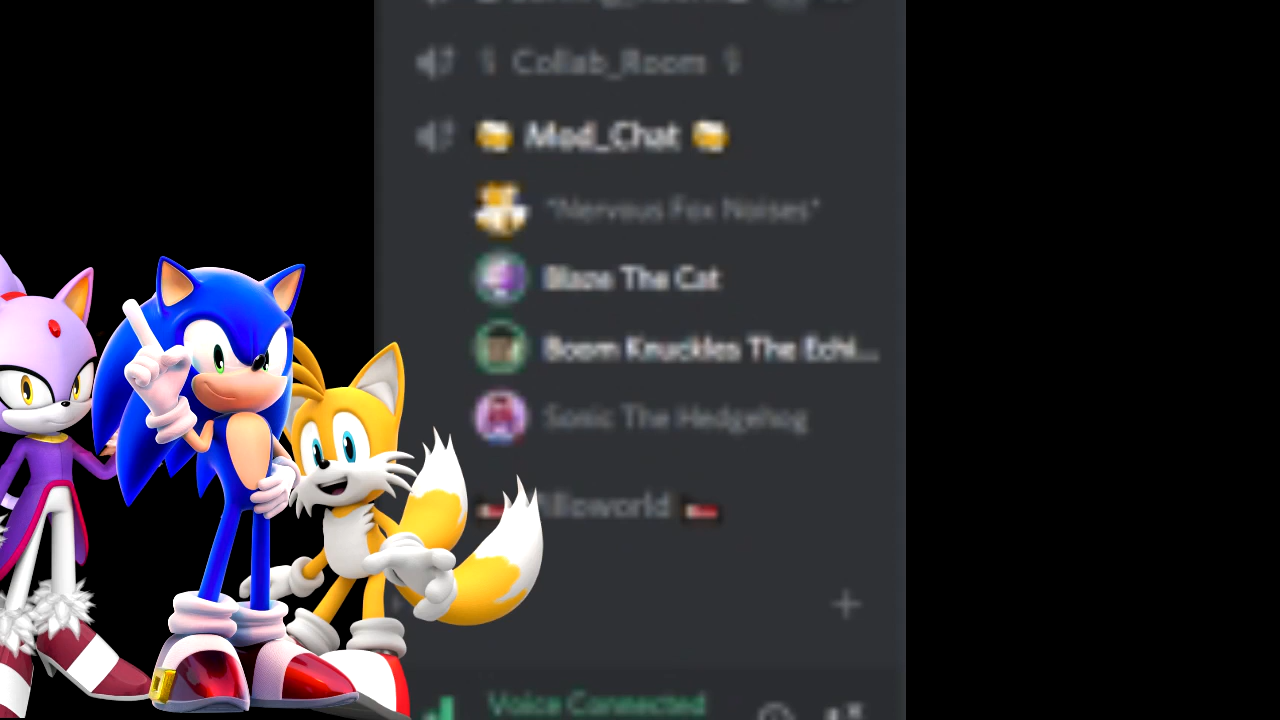 Collab_Room
Mod_Chat
*Nervous Fox Noises*
Blaze The Cat
Boom Knuckles The Echi...
Sonic The Hedgehog
Voice Connected